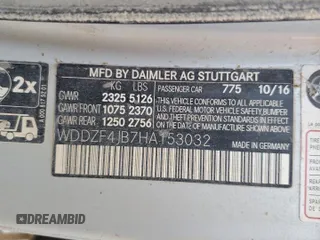 MFD BY DAIMLER AG STUTTGART
KG LBS PASSENGER CAR 775 10/16
GVWR 2325 5126
GAWR FRONT 1075 2370
GAWR REAR 1250 2756
THIS VEHICLE CONFORMS TO ALL APPLICABLE
U.S. FEDERAL MOTOR VEHICLE SAFETY, BUMPER,
AND THEFT PREVENTION STANDARDS IN EFFECT
ON THE DATE OF MANUFACTURE SHOWN ABOVE.
WDDZF4JB7HA153032
MADE IN GERMANY
2x
DREAMBID
dreambid.com